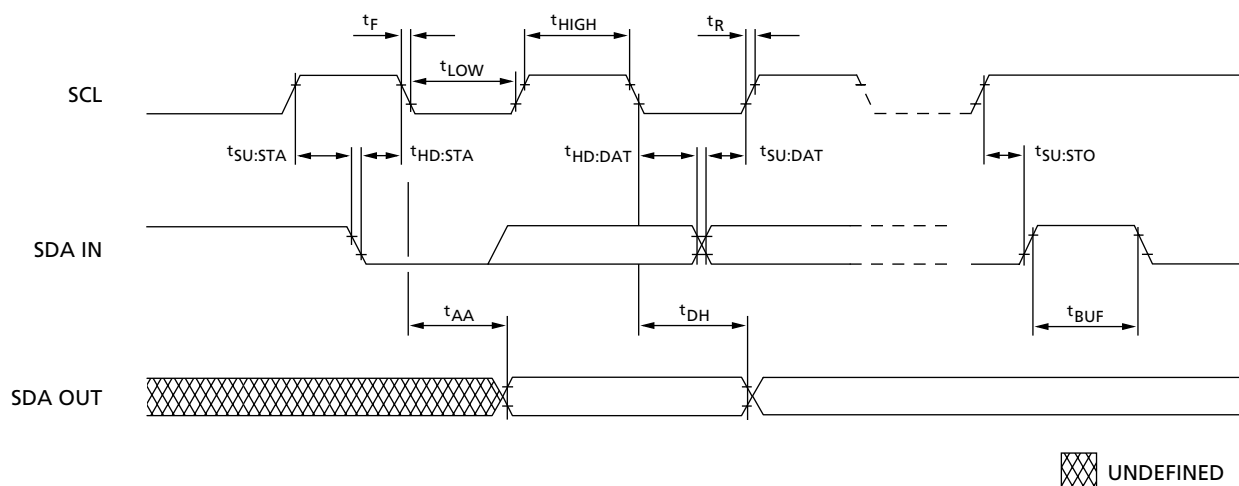 tF
tHIGH
tR
tLOW
SCL
tSU:STA
tHD:STA
tHD:DAT
tSU:DAT
tSU:STO
SDA IN
tAA
tDH
tBUF
SDA OUT
UNDEFINED